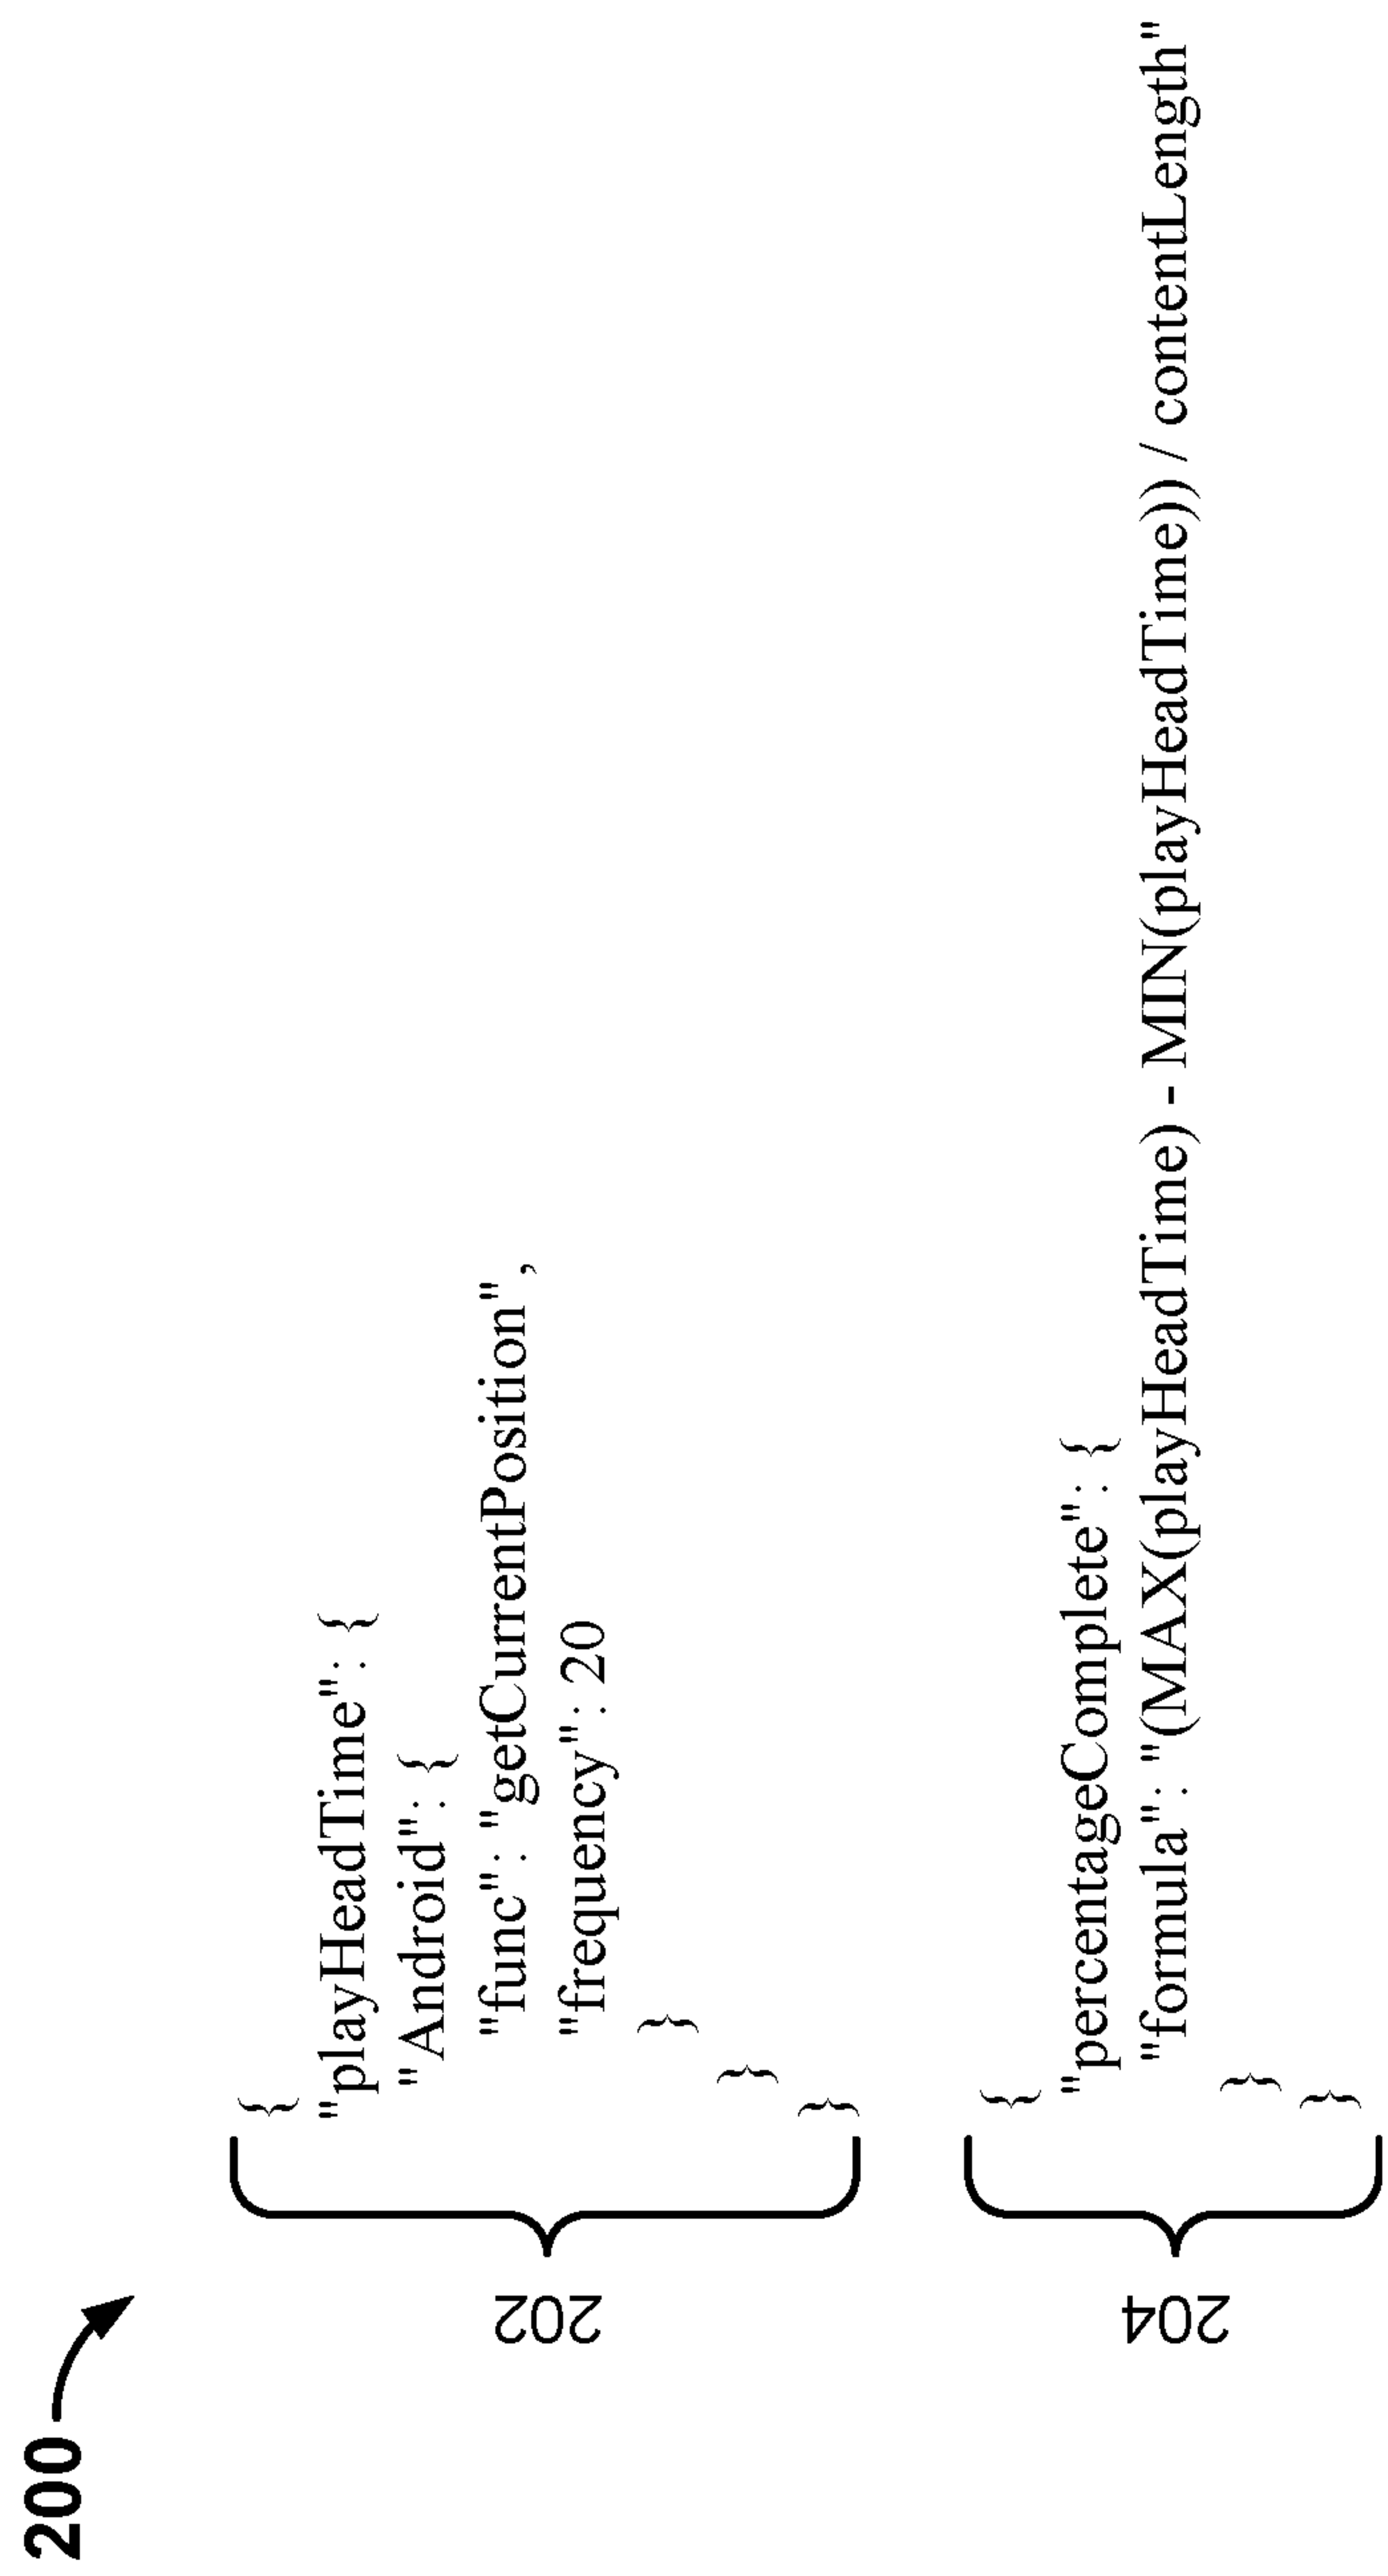 200
202
{
"playHeadTime": {
"Android": {
"func": "getCurrentPosition",
"frequency": 20
}
}
}
204
{
"percentageComplete": {
"formula": "(MAX(playHeadTime) - MIN(playHeadTime)) / contentLength"
}
}